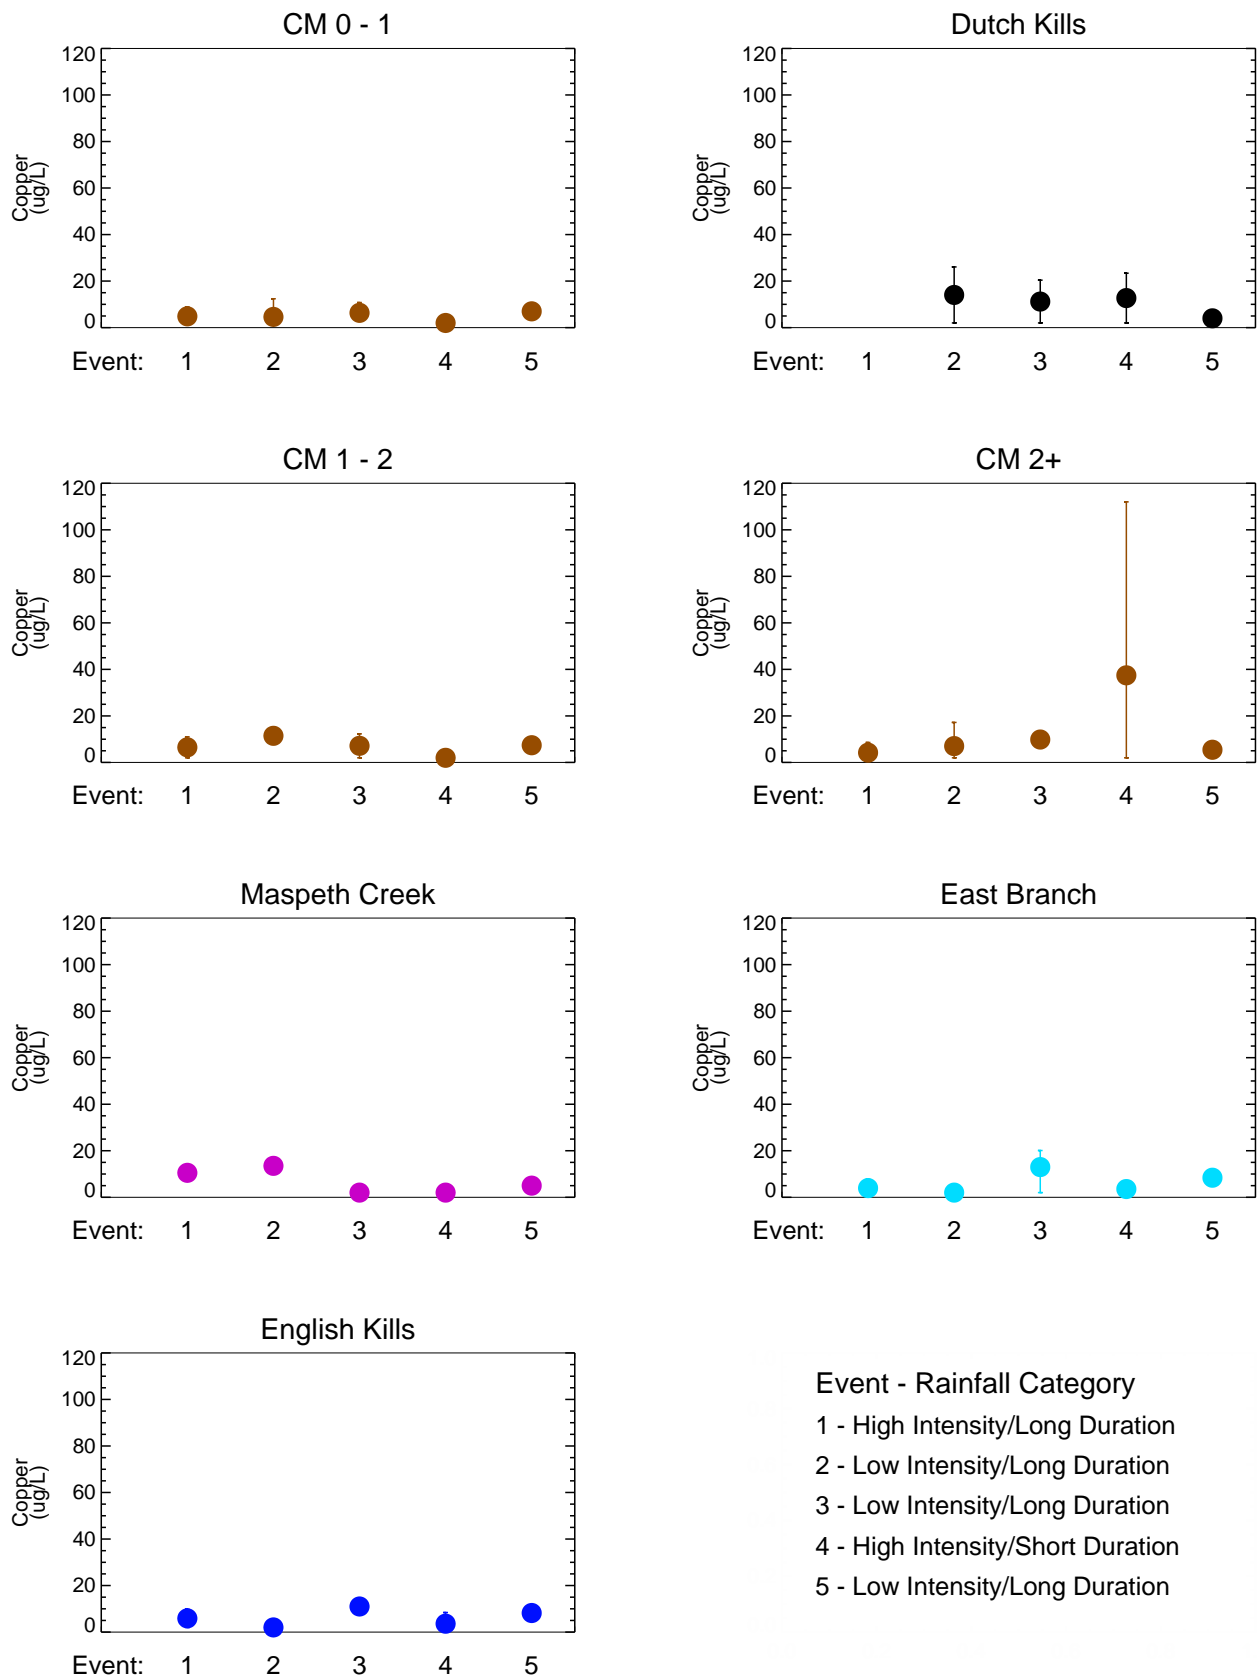 CM 0 - 1
120
100
80
60
40
20
0
Copper
(ug/L)
Event: 1 2 3 4 5
Dutch Kills
120
100
80
60
40
20
0
Copper
(ug/L)
Event: 1 2 3 4 5
CM 1 - 2
120
100
80
60
40
20
0
Copper
(ug/L)
Event: 1 2 3 4 5
CM 2+
120
100
80
60
40
20
0
Copper
(ug/L)
Event: 1 2 3 4 5
Maspeth Creek
120
100
80
60
40
20
0
Copper
(ug/L)
Event: 1 2 3 4 5
East Branch
120
100
80
60
40
20
0
Copper
(ug/L)
Event: 1 2 3 4 5
English Kills
120
100
80
60
40
20
0
Copper
(ug/L)
Event: 1 2 3 4 5
Event - Rainfall Category
1 - High Intensity/Long Duration
2 - Low Intensity/Long Duration
3 - Low Intensity/Long Duration
4 - High Intensity/Short Duration
5 - Low Intensity/Long Duration